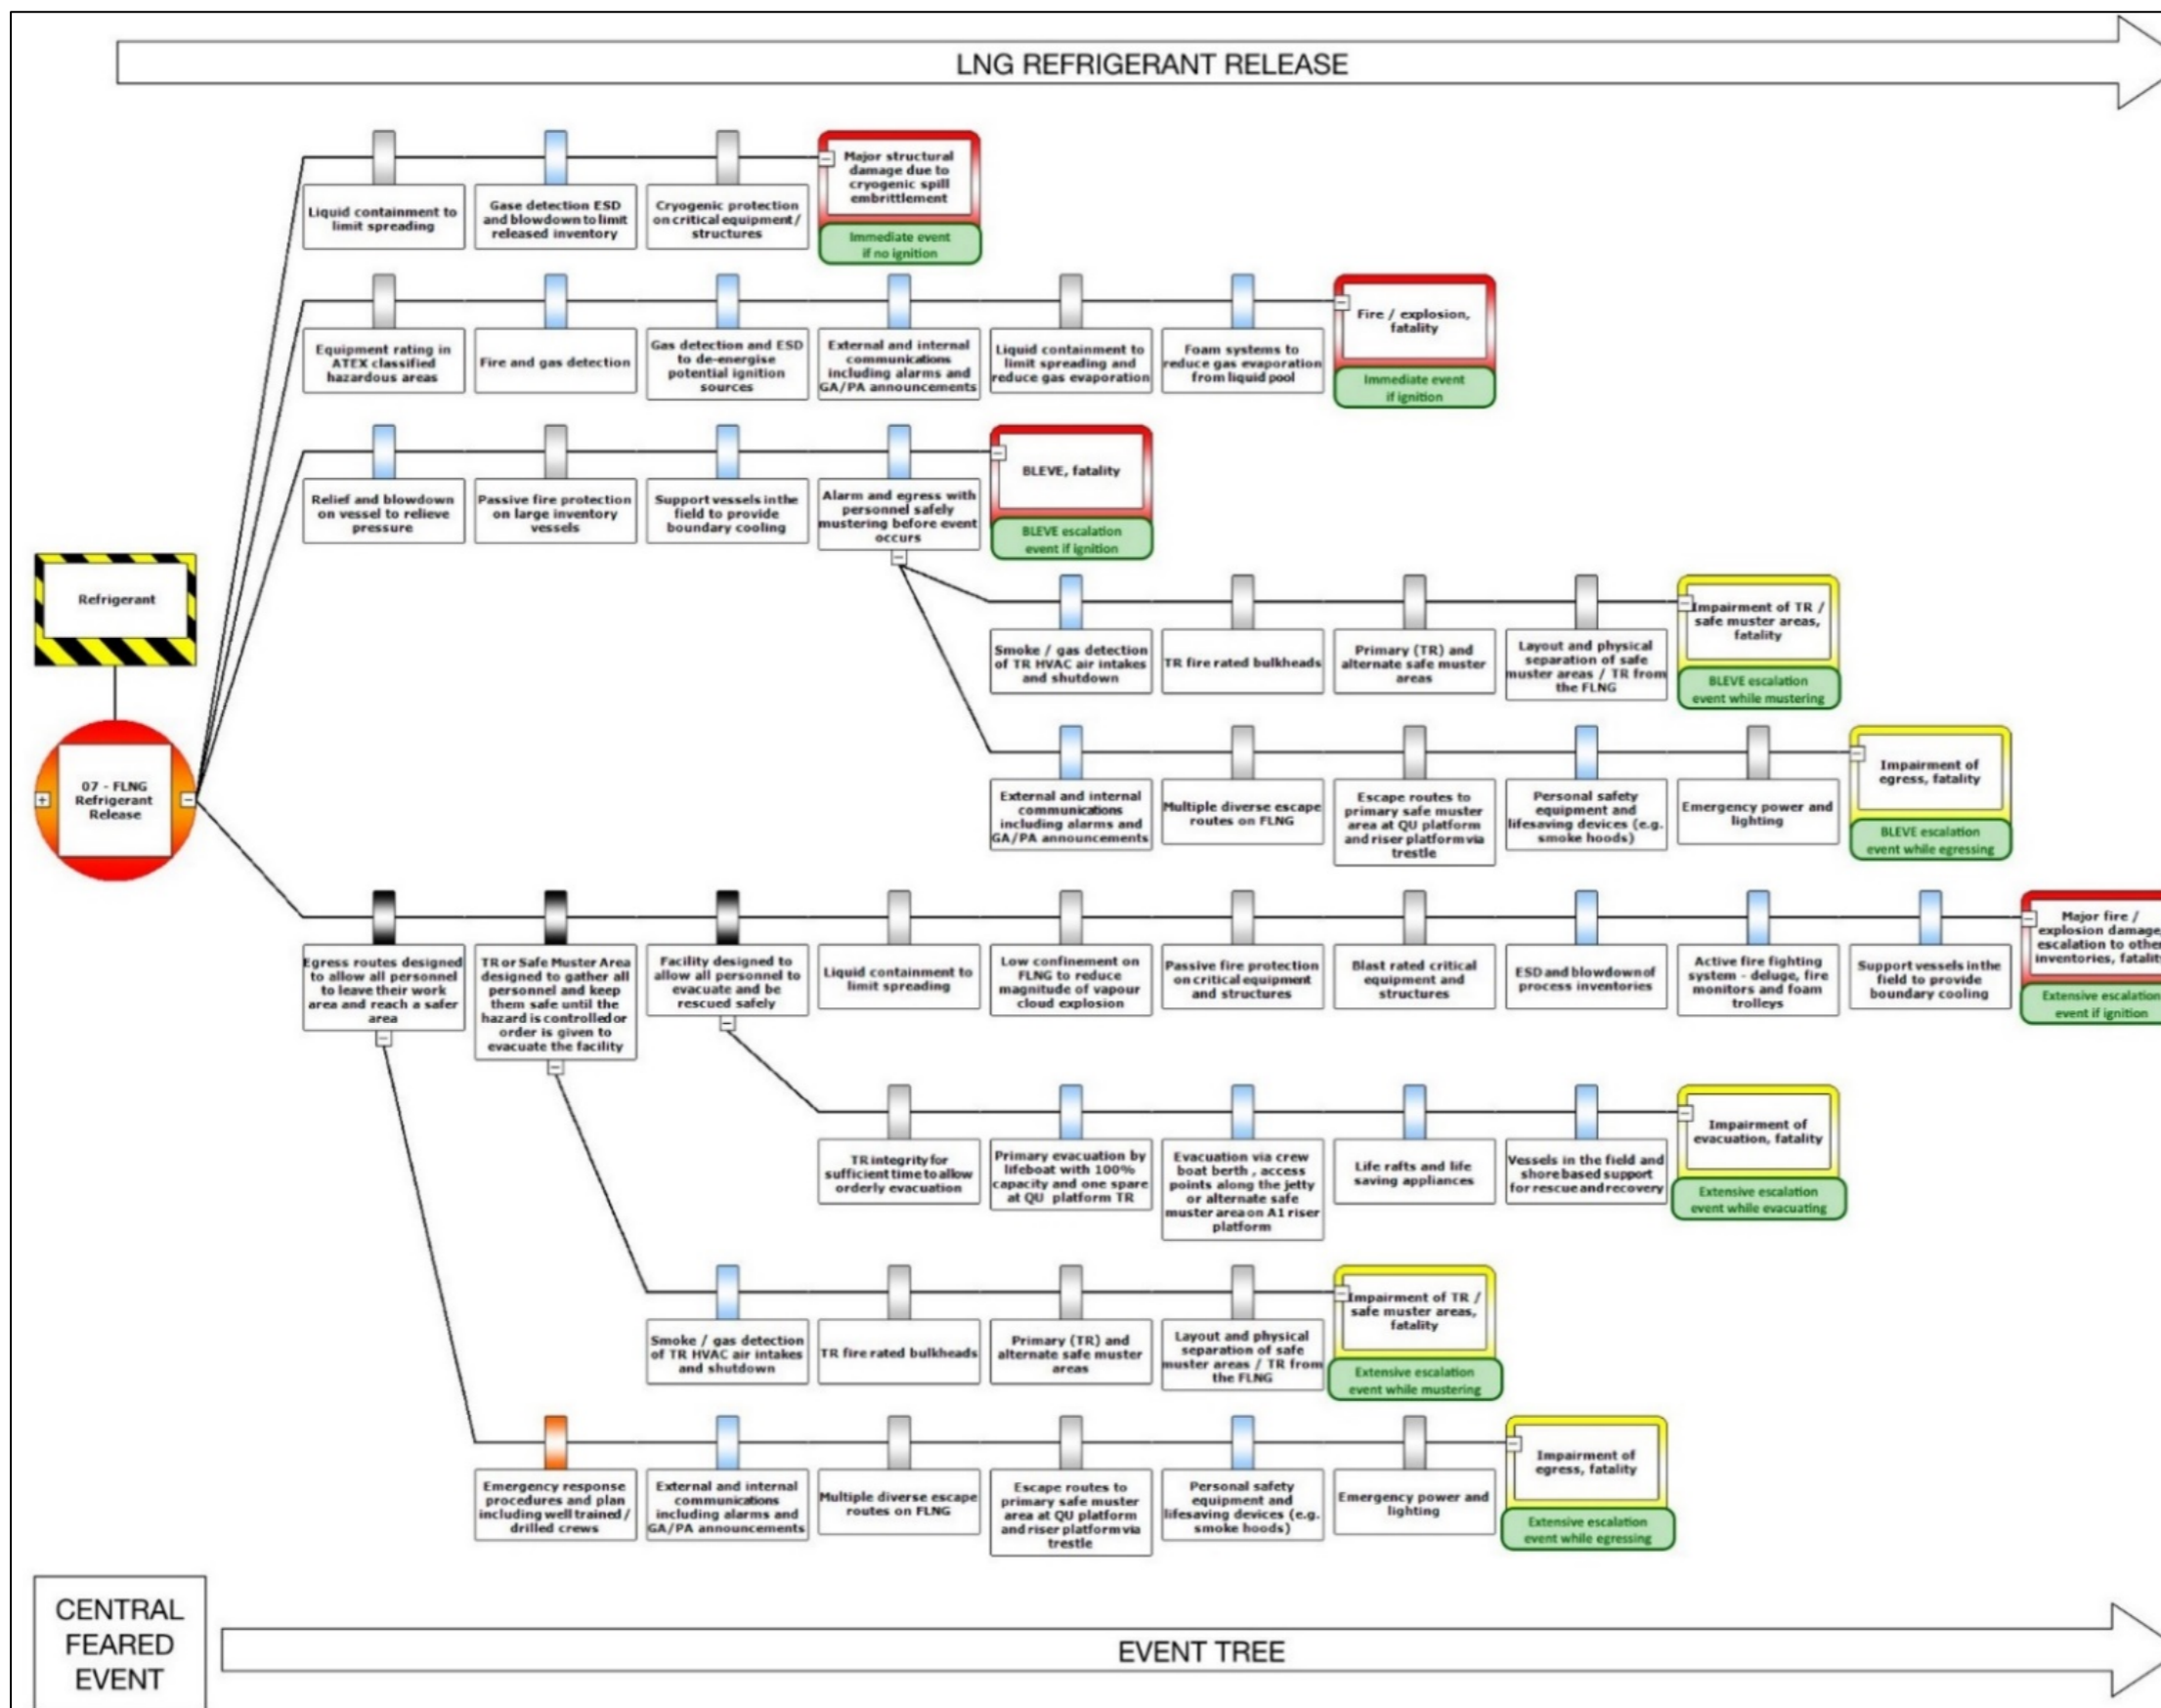 LNG REFRIGERANT RELEASE
Liquid containment to
limit spreading
Gase detection ESD
and blowdown to limit
released inventory
Cryogenic protection
on critical equipment/
structures
Major structural
damage due to
cryogenic spill
embrittlement
Immediate event
if no ignition
Equipment rating in
ATEX classified
hazardous areas
Fire and gas detection
Gas detection and ESD
to de-energise
potential ignition
sources
External and internal
communications
including alarms and
GA/PA announcements
Liquid containment to
limit spreading and
reduce gas evaporation
Foam systems to
reduce gas evaporation
from liquid pool
Fire / explosion,
fatality
Immediate event
if ignition
Relief and blowdown
on vessel to relieve
pressure
Passive fire protection
on large inventory
vessels
Support vessels in the
field to provide
boundary cooling
Alarm and egress with
personnel safely
mustering before event
occurs
BLEVE, fatality
BLEVE escalation
event if ignition
Refrigerant
Smoke / gas detection
of TR HVAC air intakes
and shutdown
TR fire rated bulkheads
Primary (TR) and
alternate safe muster
areas
Layout and physical
separation of safe
muster areas / TR from
the FLNG
Impairment of TR /
safe muster areas,
fatality
BLEVE escalation
event while mustering
07 - FLNG
Refrigerant
Release
External and internal
communications
including alarms and
GA/PA announcements
Multiple diverse escape
routes on FLNG
Escape routes to
primary safe muster
area at QU platform
and riser platform via
trestle
Personal safety
equipment and
lifesaving devices (e.g.
smoke hoods)
Emergency power and
lighting
Impairment of
egress, fatality
BLEVE escalation
event while egressing
Egress routes designed
to allow all personnel
to leave their work
area and reach a safer
area
TR or Safe Muster Area
designed to gather all
personnel and keep
them safe until the
hazard is controlled or
order is given to
evacuate the facility
Facility designed to
allow all personnel to
evacuate and be
rescued safely
Liquid containment to
limit spreading
Low confinement on
FLNG to reduce
magnitude of vapour
cloud explosion
Passive fire protection
on critical equipment
and structures
Blast rated critical
equipment and
structures
ESD and blowdown of
process inventories
Active fire fighting
system - deluge, fire
monitors and foam
trolleys
Support vessels in the
field to provide
boundary cooling
Major fire /
explosion damage,
escalation to other
inventories, fatality
Extensive escalation
event if ignition
TR integrity for
sufficient time to allow
orderly evacuation
Primary evacuation by
lifeboat with 100%
capacity and one spare
at QU platform TR
Evacuation via crew
boat berth , access
points along the jetty
or alternate safe
muster area on A1 riser
platform
Life rafts and life
saving appliances
Vessels in the field and
shore based support
for rescue and recovery
Impairment of
evacuation, fatality
Extensive escalation
event while evacuating
Smoke / gas detection
of TR HVAC air intakes
and shutdown
TR fire rated bulkheads
Primary (TR) and
alternate safe muster
areas
Layout and physical
separation of safe
muster areas / TR from
the FLNG
Impairment of TR /
safe muster areas,
fatality
Extensive escalation
event while mustering
Emergency response
procedures and plan
including well trained /
drilled crews
External and internal
communications
including alarms and
GA/PA announcements
Multiple diverse escape
routes on FLNG
Escape routes to
primary safe muster
area at QU platform
and riser platform via
trestle
Personal safety
equipment and
lifesaving devices (e.g.
smoke hoods)
Emergency power and
lighting
Impairment of
egress, fatality
Extensive escalation
event while egressing
CENTRAL
FEARED
EVENT
EVENT TREE